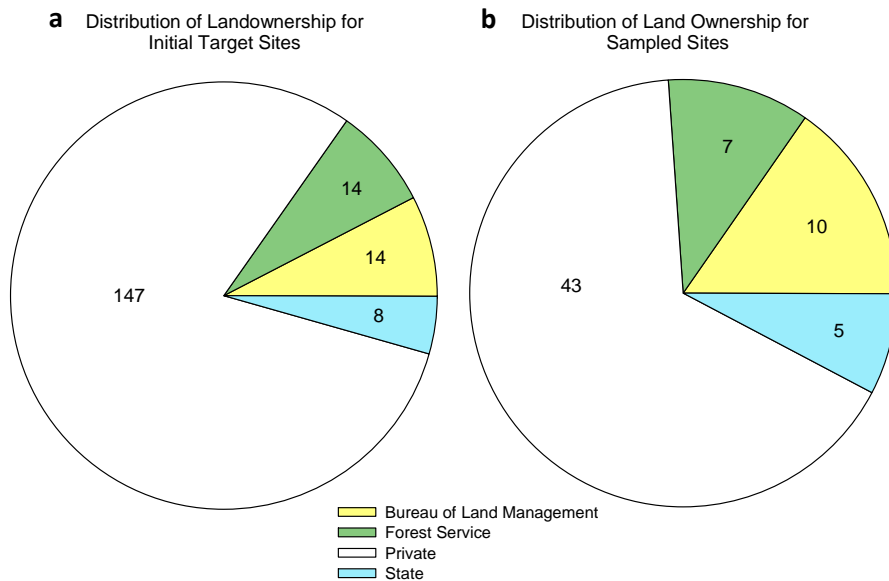 a Distribution of Landownership for
Initial Target Sites
147
14
14
8
b Distribution of Land Ownership for
Sampled Sites
43
7
10
5
Bureau of Land Management
Forest Service
Private
State